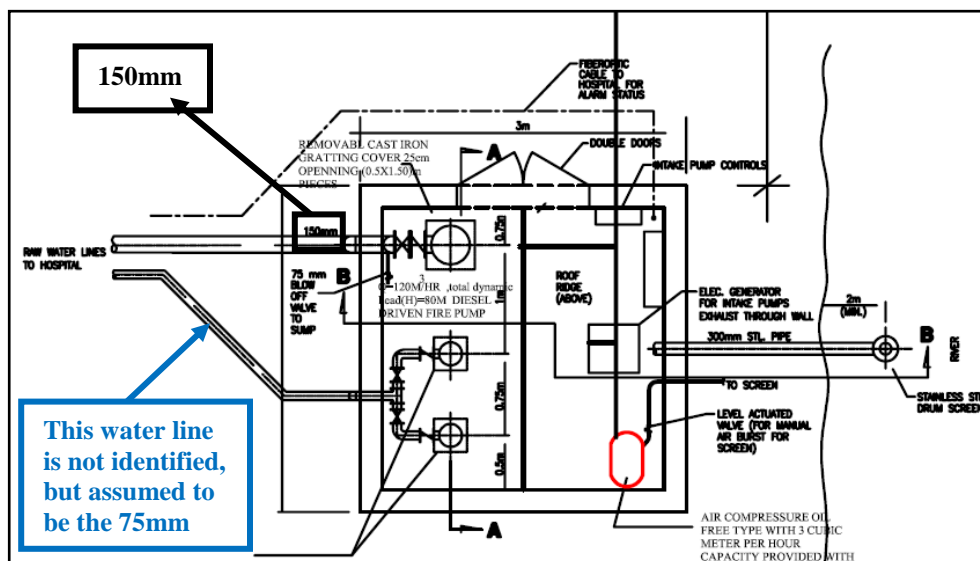 150mm
FIBEROPTIC
CABLE TO
HOSPITAL FOR
ALARM STATUS
3m
REMOVABL CAST IRON
GRATTING COVER 25cm
OPENNING (0.5X1.50)m
PIECES
A
DOUBLE DOORS
INTAKE PUMP CONTROLS
150mm
0.75m
RAW WATER LINES
TO HOSPITAL
75 mm
BLOW
OFF
VALVE
TO
SUMP
B
Q=120M3/HR ,total dynamic
head(H)=80M DIESEL
DRIVEN FIRE PUMP
1m
ROOF
RIDGE
(ABOVE)
ELEC. GENERATOR
FOR INTAKE PUMPS
EXHAUST THROUGH WALL
2m
(MIN.)
300mm STL. PIPE
B
RIVER
TO SCREEN
STAINLESS STE
DRUM SCREEN
0.75m
LEVEL ACTUATED
VALVE (FOR MANUAL
AIR BURST FOR
SCREEN)
This water line
is not identified,
but assumed to
be the 75mm
0.5m
A
AIR COMPRESSURE OIL
FREE TYPE WITH 3 CUBIC
METER PER HOUR
CAPACITY PROVIDED WITH